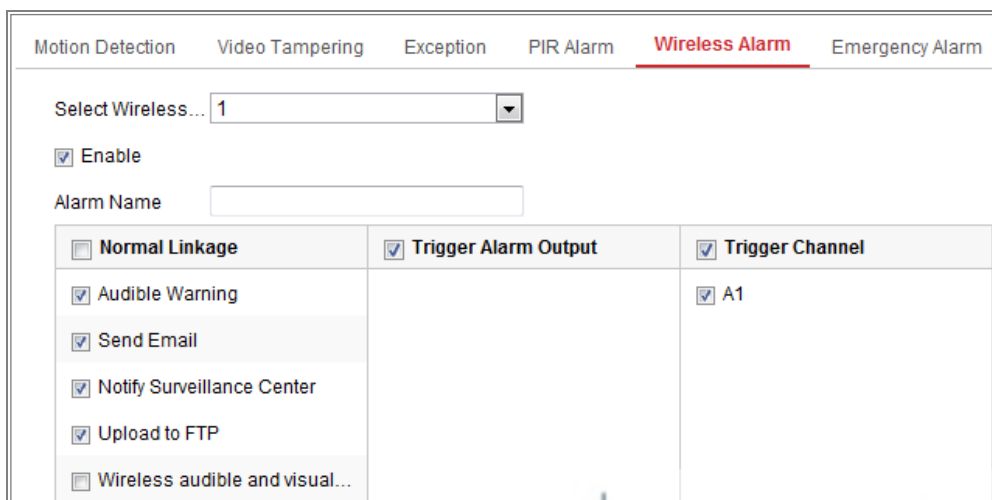 Motion Detection Video Tampering Exception PIR Alarm Wireless Alarm Emergency Alarm
Select Wireless... 1
Enable
Alarm Name
Normal Linkage Trigger Alarm Output Trigger Channel
Audible Warning A1
Send Email
Notify Surveillance Center
Upload to FTP
Wireless audible and visual...